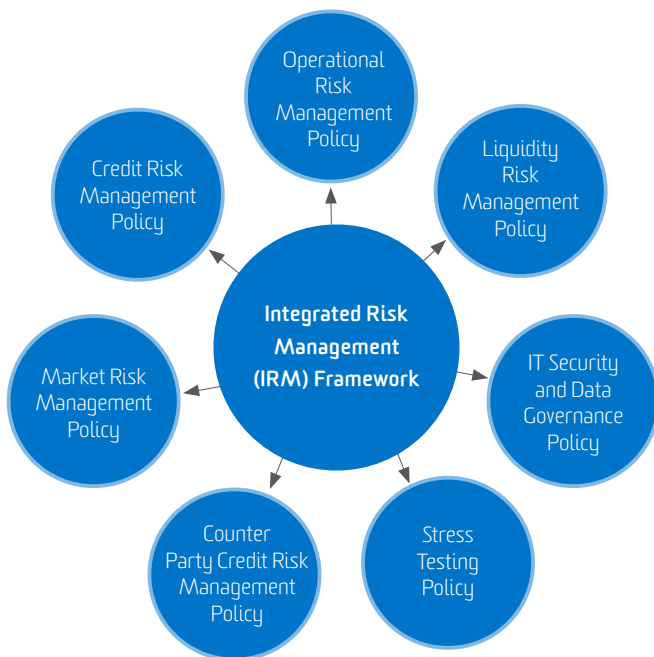 Operational
Risk
Management
Policy
Liquidity
Risk
Management
Policy
IT Security
and Data
Governance
Policy
Stress
Testing
Policy
Counter
Party Credit Risk
Management
Policy
Market Risk
Management
Policy
Credit Risk
Management
Policy
Integrated Risk
Management
(IRM) Framework